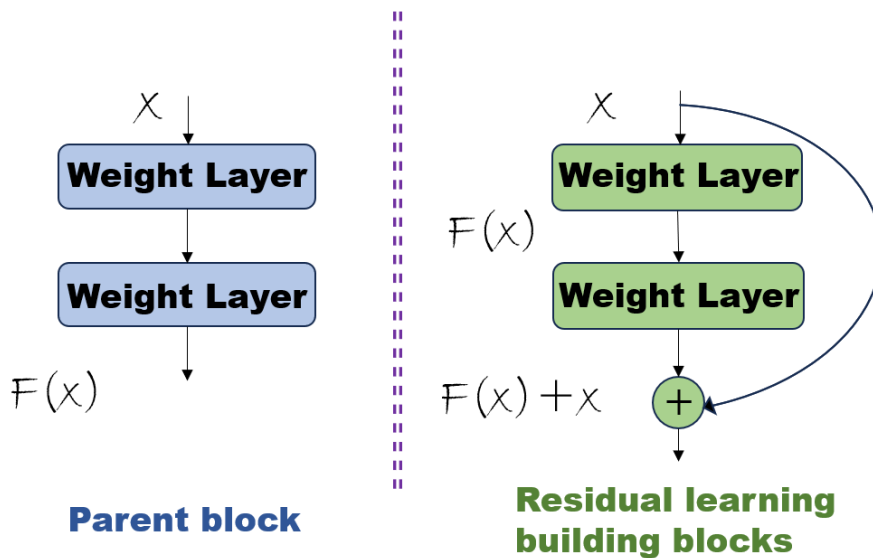 X
Weight Layer
Weight Layer
F(x)
Parent block
X
Weight Layer
F(x)
Weight Layer
F(x)+x
+
Residual learning
building blocks